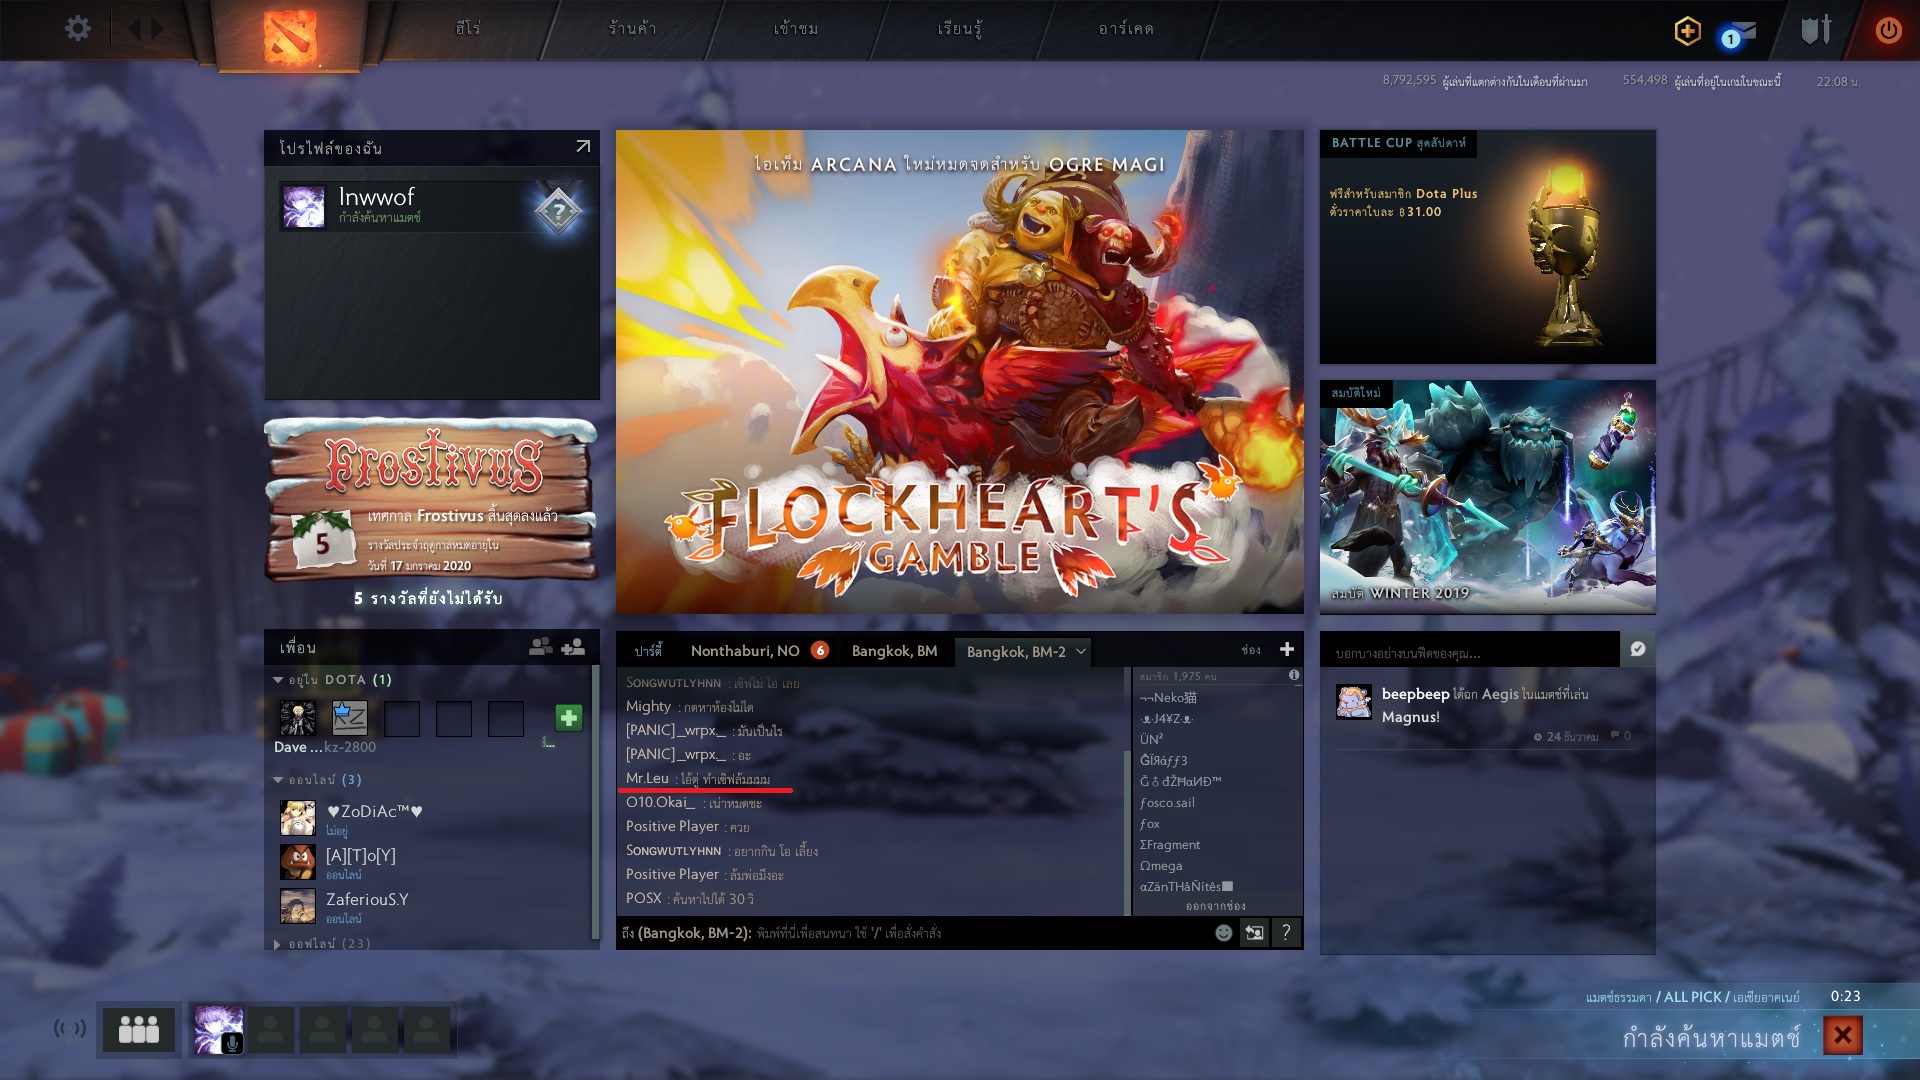 ฮีโร่
ร้านค้า
เข้าชม
เรียนรู้
อาร์เคด
1
8,792,595 ผู้เล่นที่แตกต่างกันในเดือนที่ผ่านมา
554,498 ผู้เล่นที่อยู่ในเกมในขณะนี้
22:08 น.
โปรไฟล์ของฉัน
lnwwof
กำลังค้นหาแมตช์
?
Frostivus
เทศกาล Frostivus สิ้นสุดลงแล้ว
5
รางวัลประจำฤดูกาลหมดอายุใน
วันที่ 17 มกราคม 2020
5 รางวัลที่ยังไม่ได้รับ
ไอเท็ม ARCANA ใหม่หมดจดสำหรับ OGRE MAGI
FLOCKHEART'S
GAMBLE
BATTLE CUP สุดสัปดาห์
ฟรีสำหรับสมาชิก Dota Plus
ตั๋วราคาใบละ ฿31.00
สมบัติใหม่
สมบัติ WINTER 2019
เพื่อน
อยู่ใน DOTA (1)
Dave ...
kz-2800
ออนไลน์ (3)
♥ZoDiAc™♥
ไม่อยู่
[A][T]o[Y]
ออนไลน์
ZaferiouS.Y
ออนไลน์
ออฟไลน์ (23)
ปาร์ตี้
Nonthaburi, NO 6
Bangkok, BM
Bangkok, BM-2
ช่อง
SONGWUTLYHNN : เซิฟไม่ โอ เลย
Mighty : กดหาห้องไม่ได
[PANIC]_wrpx._ : มันเป็นไร
[PANIC]_wrpx._ : อะ
Mr.Leu : ไอ้ตู่ ทำเซิฟล้มมมม
O10.Okai_ : เน่าหมดซะ
Positive Player : ควย
SONGWUTLYHNN : อยากกิน โอ เลี้ยง
Positive Player : ล้มพ่อมึงอะ
POSX : ค้นหาไปได้ 30 วิ
ถึง (Bangkok, BM-2): พิมพ์ที่นี่เพื่อสนทนา ใช้ '/' เพื่อสั่งคำสั่ง
?
สมาชิก 1,975 คน
¬¬Neko猫
ÜN²
ƒosco.sail
ƒox
ΣFragment
Ωmega
ออกจากช่อง
บอกบางอย่างบนฟีดของคุณ...
beepbeep ได้ฉก Aegis ในแมตช์ที่เล่น
Magnus!
24 ธันวาคม 0
แมตช์ธรรมดา / ALL PICK / เอเชียอาคเนย์
0:23
กำลังค้นหาแมตช์